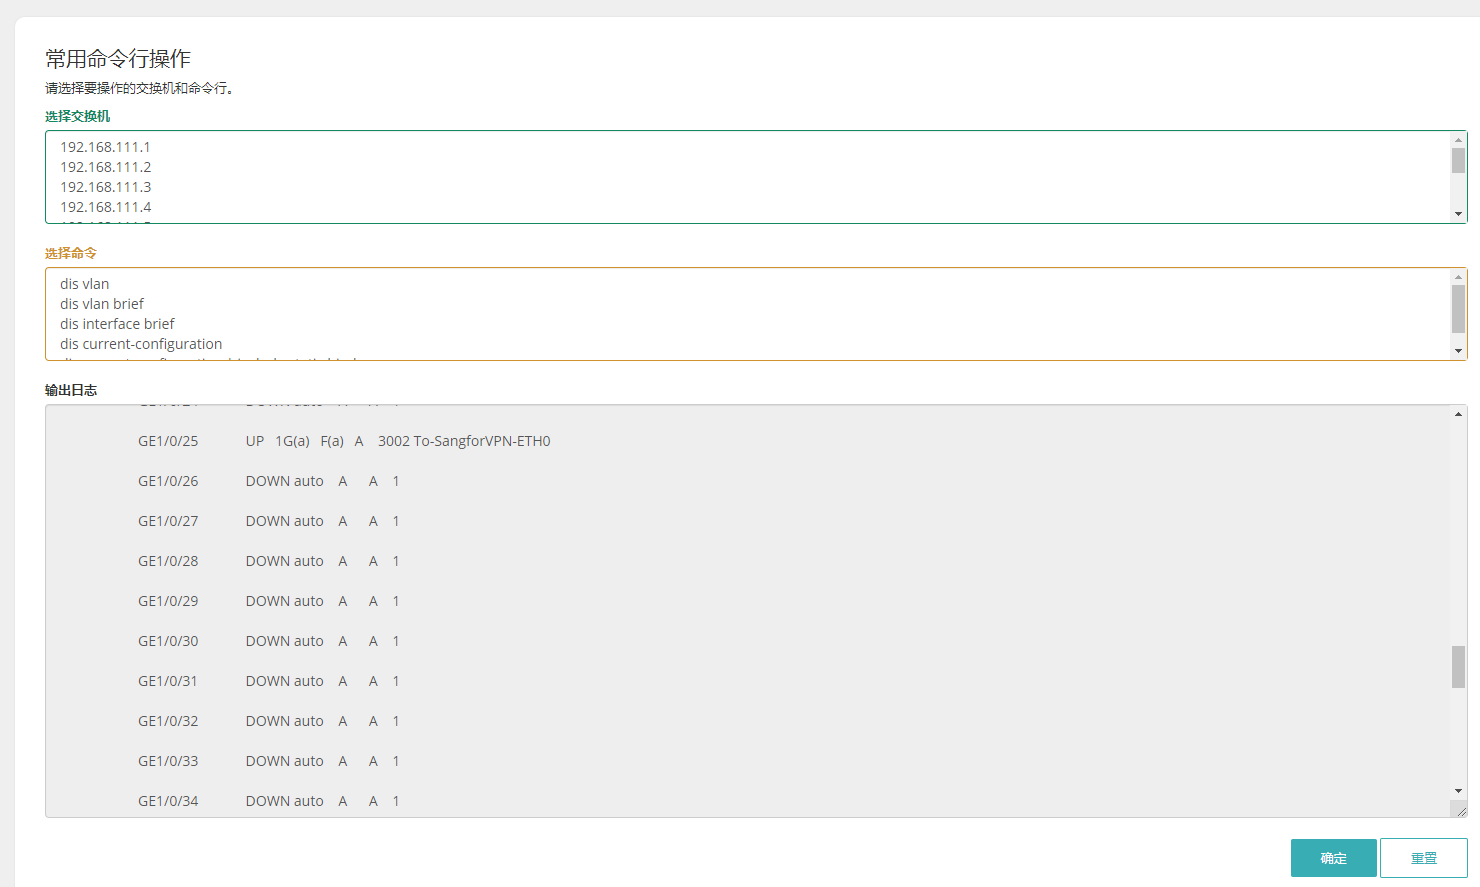 常用命令行操作
请选择要操作的交换机和命令行。
选择交换机
192.168.111.1
192.168.111.2
192.168.111.3
192.168.111.4
选择命令
dis vlan
dis vlan brief
dis interface brief
dis current-configuration
输出日志
GE1/0/25 UP 1G(a) F(a) A 3002 To-SangforVPN-ETH0
GE1/0/26 DOWN auto A A 1
GE1/0/27 DOWN auto A A 1
GE1/0/28 DOWN auto A A 1
GE1/0/29 DOWN auto A A 1
GE1/0/30 DOWN auto A A 1
GE1/0/31 DOWN auto A A 1
GE1/0/32 DOWN auto A A 1
GE1/0/33 DOWN auto A A 1
GE1/0/34 DOWN auto A A 1
确定 重置